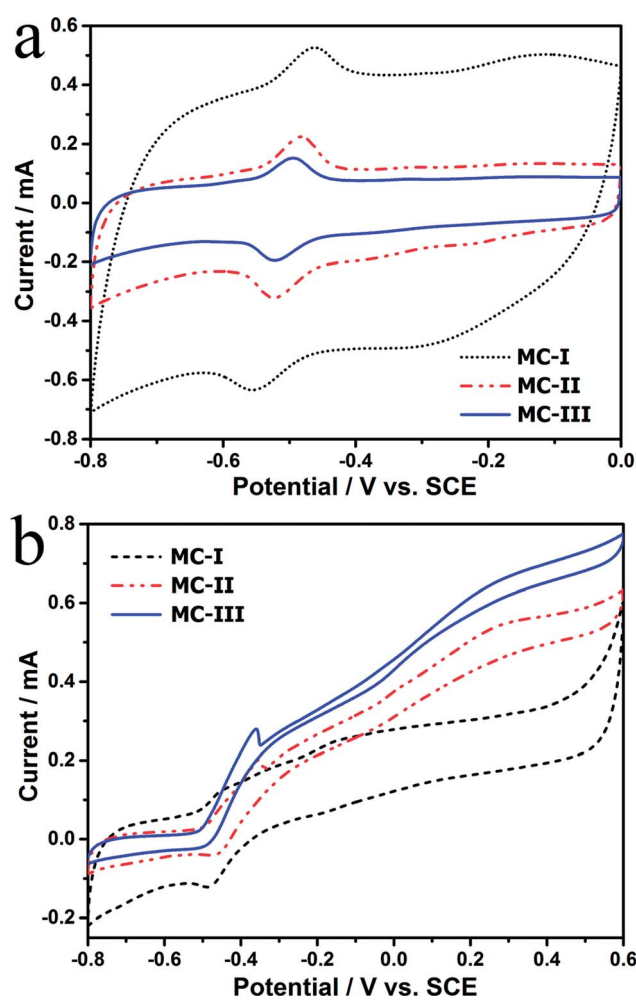 a
0.6
0.4
0.2
0.0
-0.2
-0.4
-0.6
-0.8
Current / mA
MC-I
MC-II
MC-III
-0.8 -0.6 -0.4 -0.2 0.0
Potential / V vs. SCE
b
0.8
0.6
0.4
0.2
0.0
-0.2
Current / mA
MC-I
MC-II
MC-III
-0.8 -0.6 -0.4 -0.2 0.0 0.2 0.4 0.6
Potential / V vs. SCE